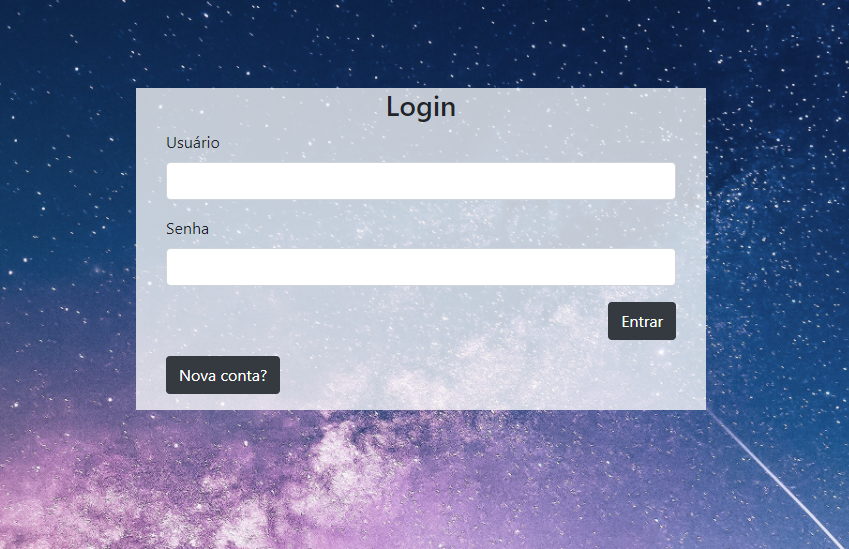 Login
Usuário
Senha
Entrar
Nova conta?